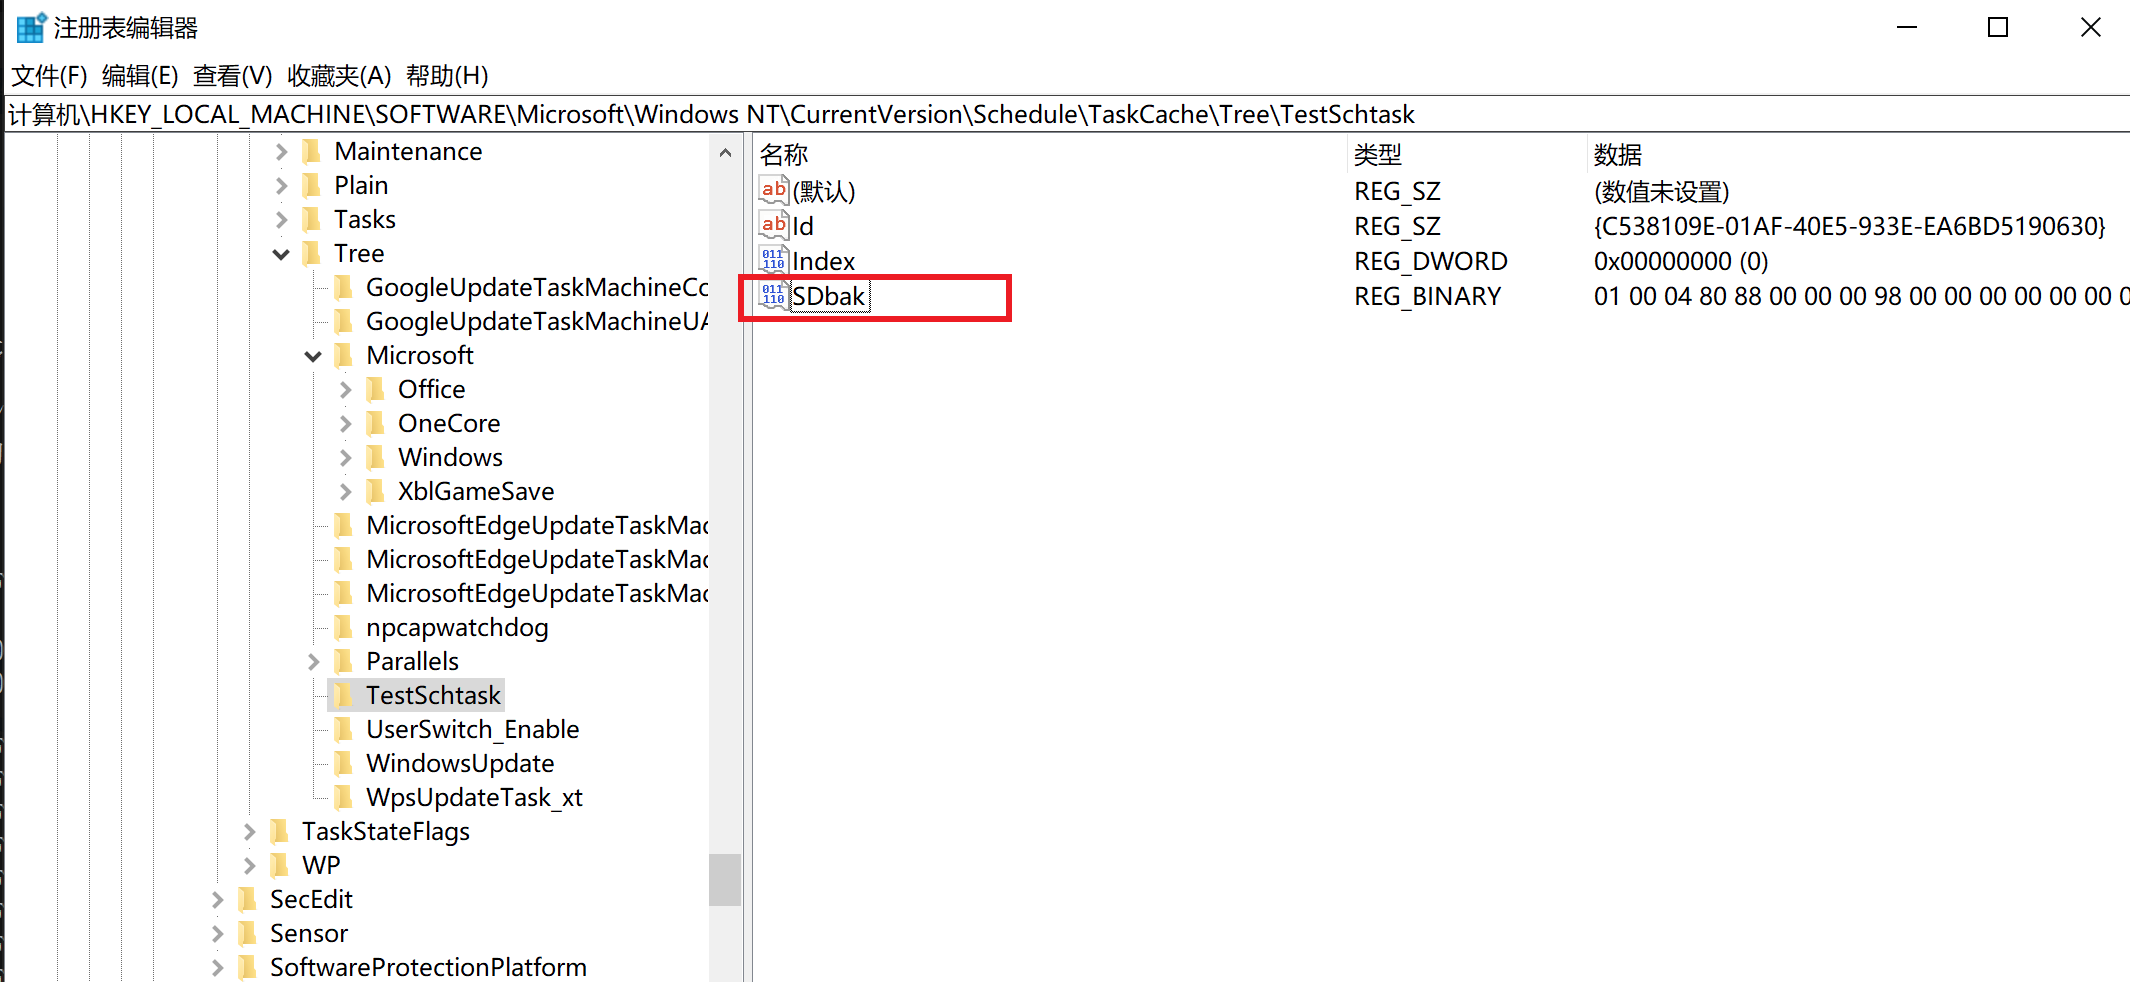 注册表编辑器
文件(F) 编辑(E) 查看(V) 收藏夹(A) 帮助(H)
计算机\HKEY_LOCAL_MACHINE\SOFTWARE\Microsoft\Windows NT\CurrentVersion\Schedule\TaskCache\Tree\TestSchtask
Maintenance
Plain
Tasks
Tree
GoogleUpdateTaskMachineCo
GoogleUpdateTaskMachineUA
Microsoft
Office
OneCore
Windows
XblGameSave
MicrosoftEdgeUpdateTaskMac
MicrosoftEdgeUpdateTaskMac
MicrosoftEdgeUpdateTaskMac
npcapwatchdog
Parallels
TestSchtask
UserSwitch_Enable
WindowsUpdate
WpsUpdateTask_xt
TaskStateFlags
WP
SecEdit
Sensor
SoftwareProtectionPlatform
名称 类型 数据
(默认) REG_SZ (数值未设置)
Id REG_SZ {C538109E-01AF-40E5-933E-EA6BD5190630}
Index REG_DWORD 0x00000000 (0)
SDbak REG_BINARY 01 00 04 80 88 00 00 00 98 00 00 00 00 00 00 0